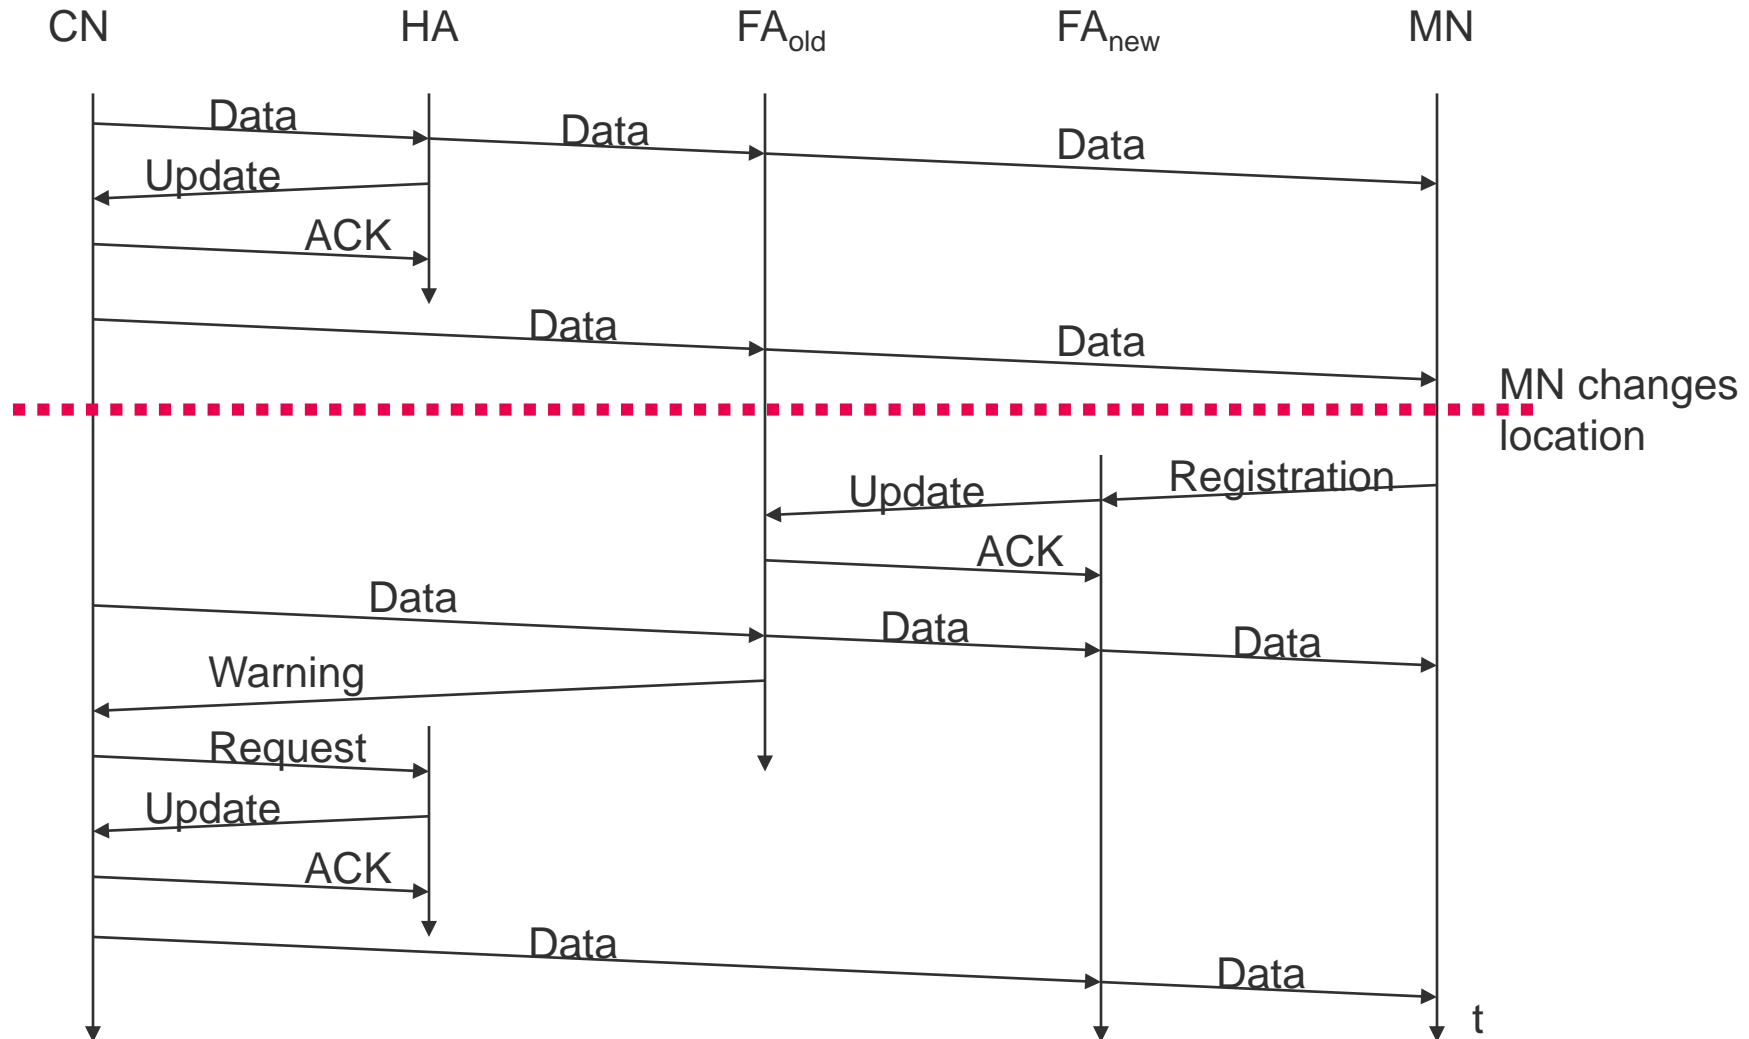 CN HA FAold FAnew MN
Data Data Data
Update
ACK
Data Data
MN changes
location
Registration
Update
ACK
Data
Data Data
Warning
Request
Update
ACK
Data
Data
t